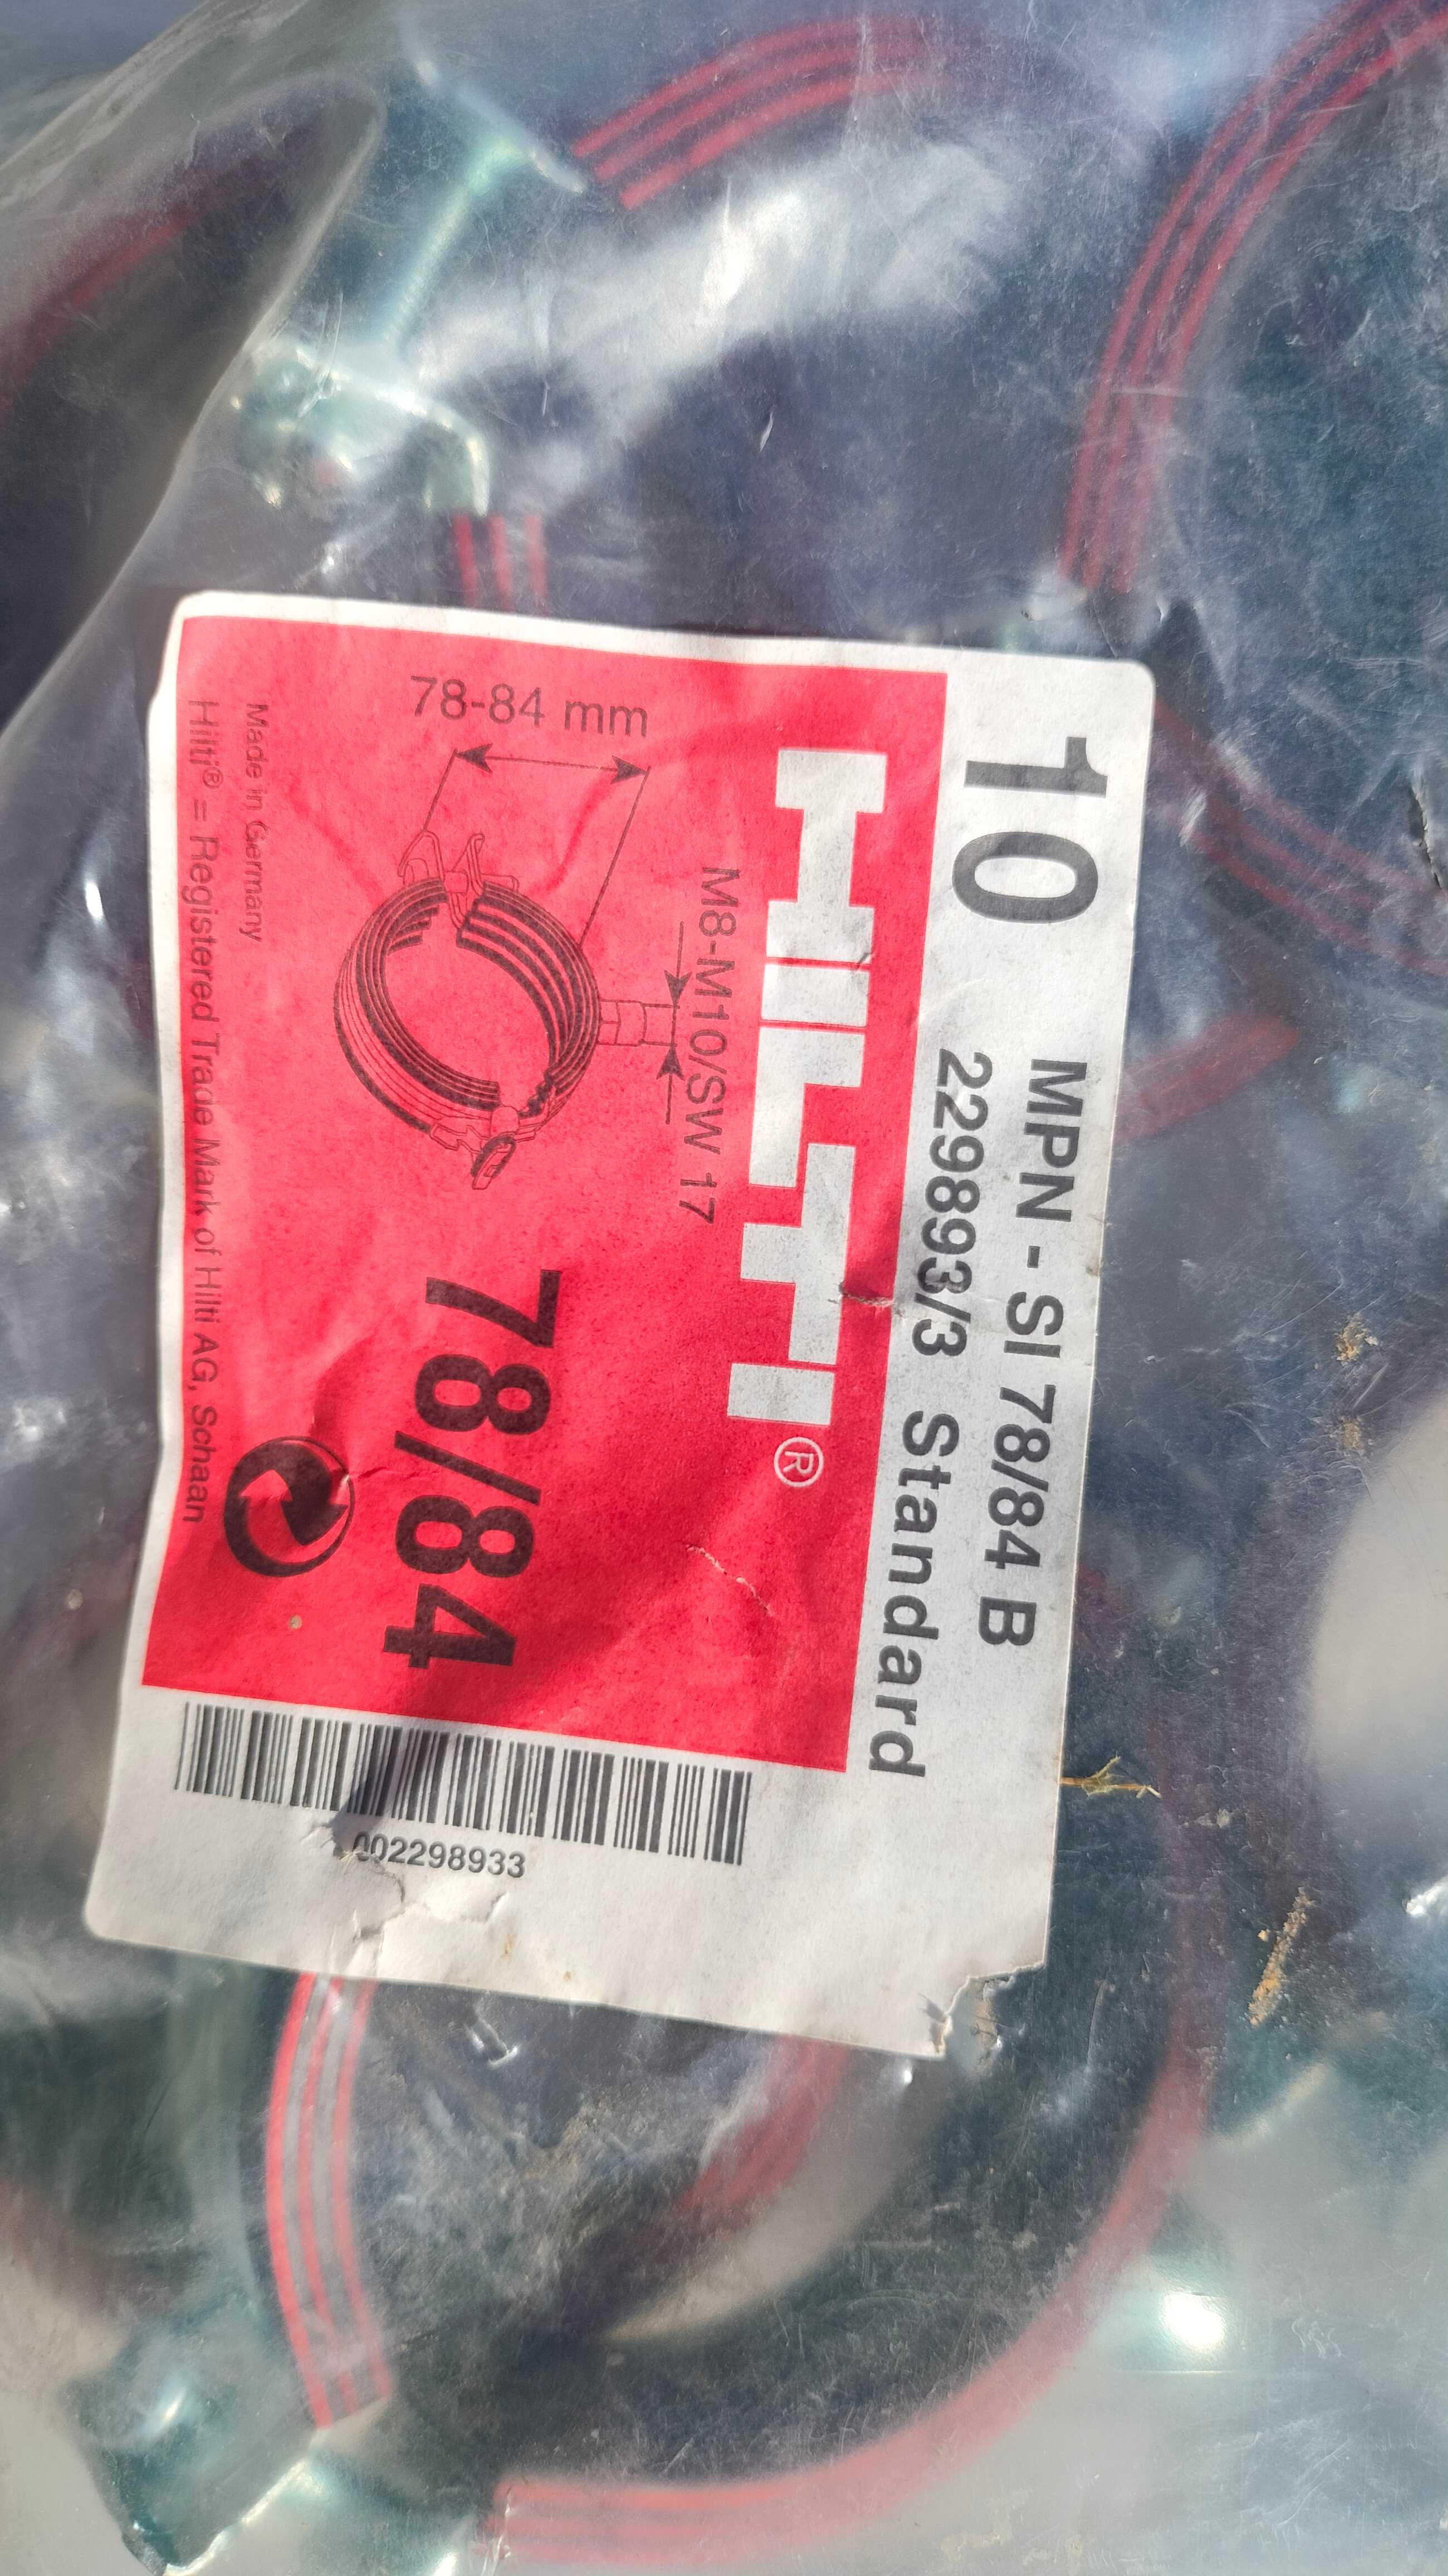 10
MPN - SI 78/84 B
229893/3 Standard
HILTI®
M8-M10/SW 17
78-84 mm
78/84
Made in Germany
Hilti® = Registered Trade Mark of Hilti AG, Schaan
002298933